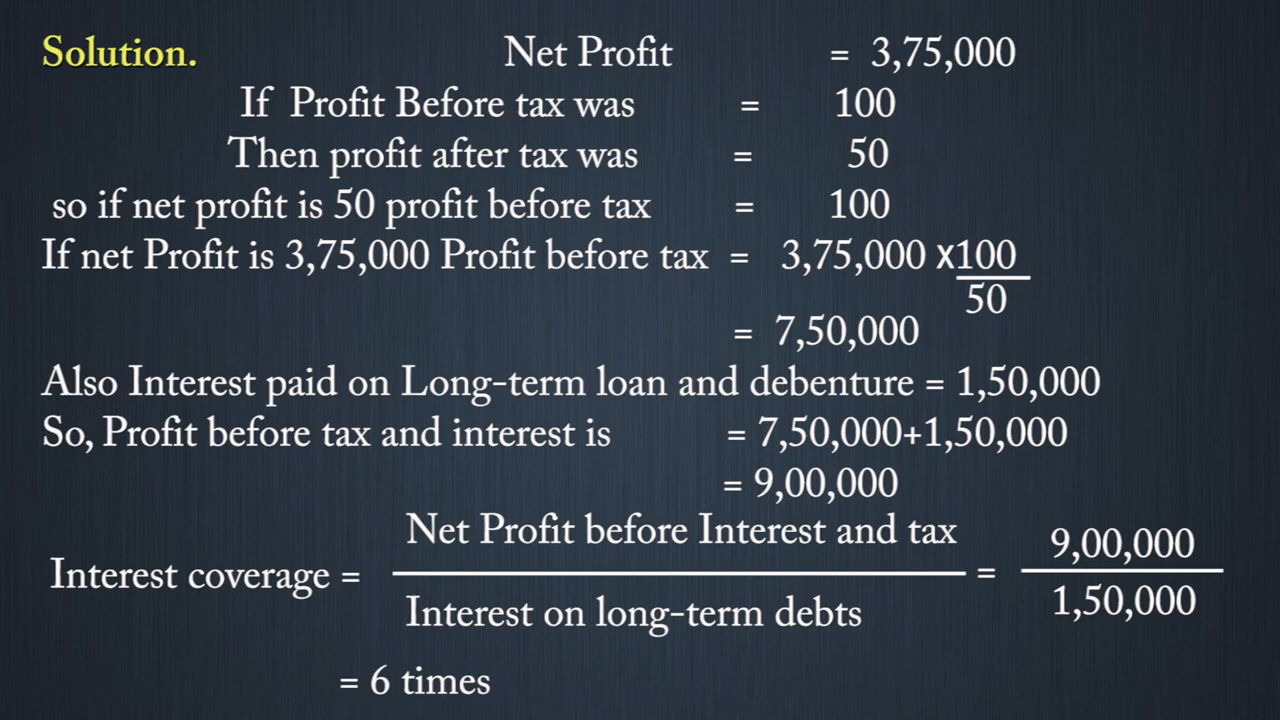 Solution. Net Profit = 3,75,000
If Profit Before tax was = 100
Then profit after tax was = 50
so if net profit is 50 profit before tax = 100
If net Profit is 3,75,000 Profit before tax = 3,75,000 x100
50
= 7,50,000
Also Interest paid on Long-term loan and debenture = 1,50,000
So, Profit before tax and interest is = 7,50,000+1,50,000
= 9,00,000
Net Profit before Interest and tax 9,00,000
Interest coverage = =
Interest on long-term debts 1,50,000
= 6 times